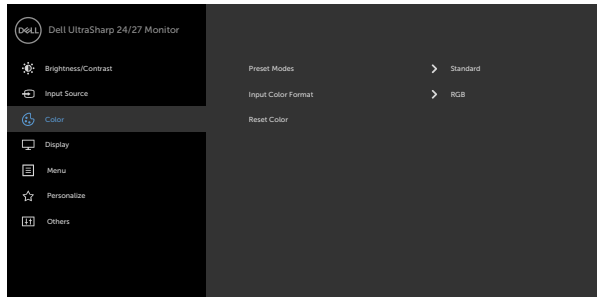 DELL Dell UltraSharp 24/27 Monitor
Brightness/Contrast
Input Source
Color
Display
Menu
Personalize
Others
Preset Modes Standard
Input Color Format RGB
Reset Color